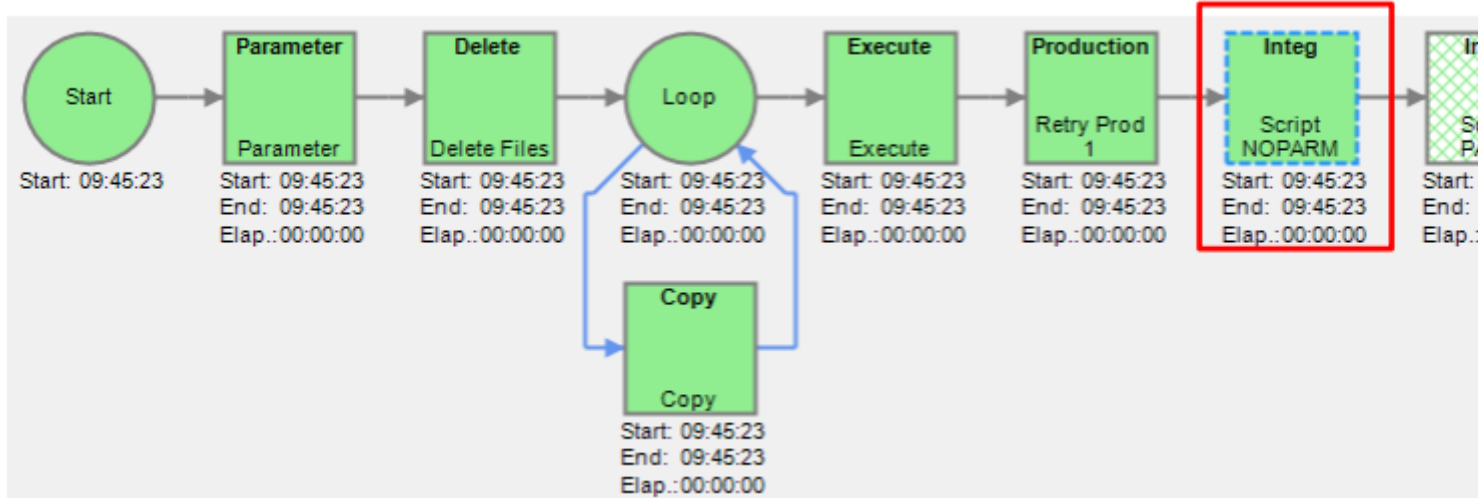 Start
Start: 09:45:23
Parameter
Parameter
Start: 09:45:23
End: 09:45:23
Elap.:00:00:00
Delete
Delete Files
Start: 09:45:23
End: 09:45:23
Elap.:00:00:00
Loop
Start: 09:45:23
End: 09:45:23
Elap.:00:00:00
Copy
Copy
Start: 09:45:23
End: 09:45:23
Elap.:00:00:00
Execute
Execute
Start: 09:45:23
End: 09:45:23
Elap.:00:00:00
Production
Retry Prod
1
Start: 09:45:23
End: 09:45:23
Elap.:00:00:00
Integ
Script
NOPARM
Start: 09:45:23
End: 09:45:23
Elap.:00:00:00
Start:
End:
Elap.: